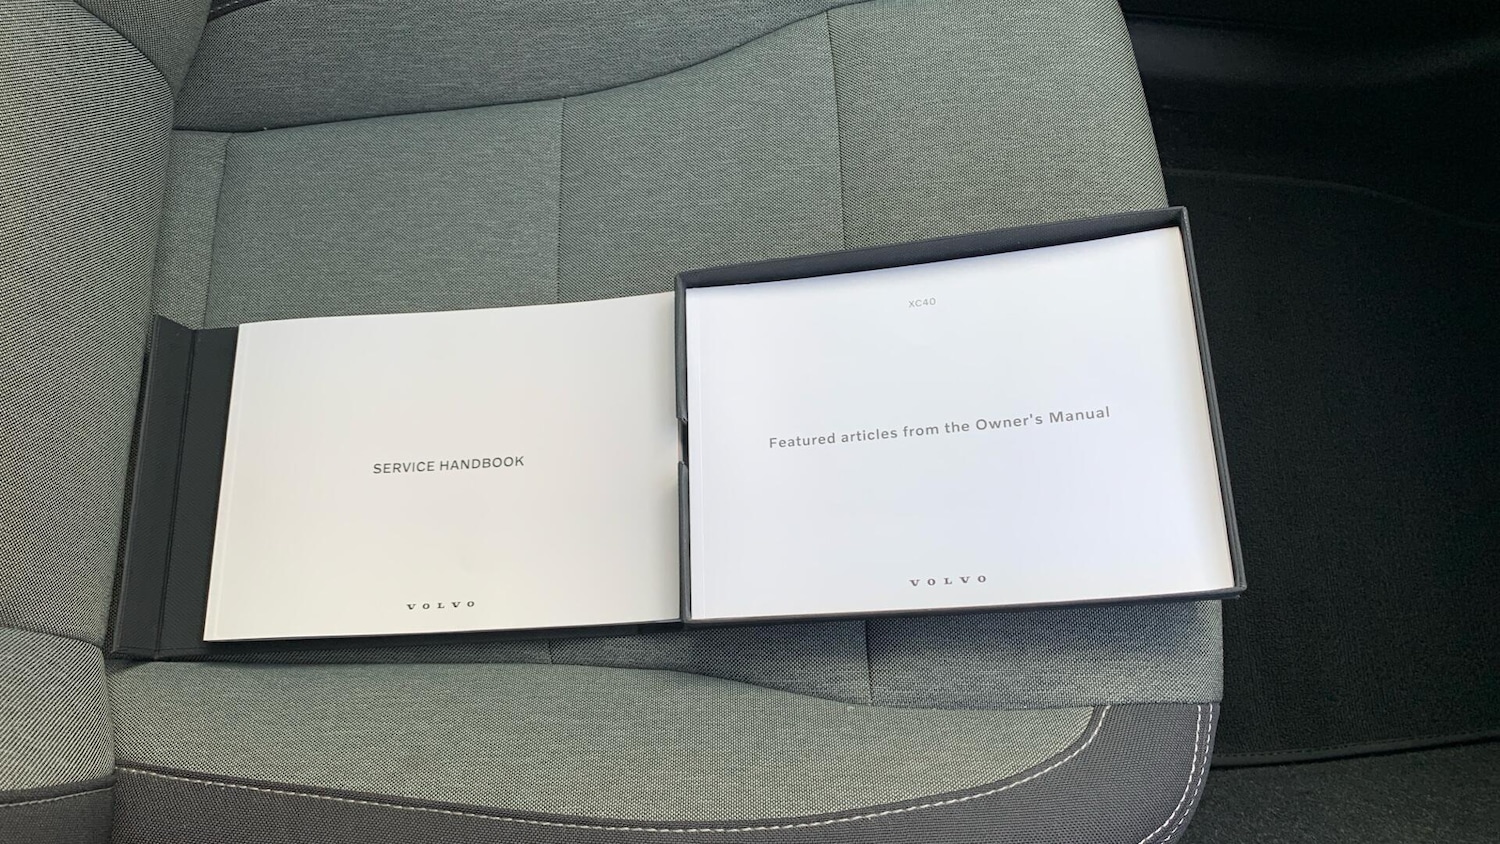 SERVICE HANDBOOK
VOLVO
XC40
Featured articles from the Owner's Manual
VOLVO